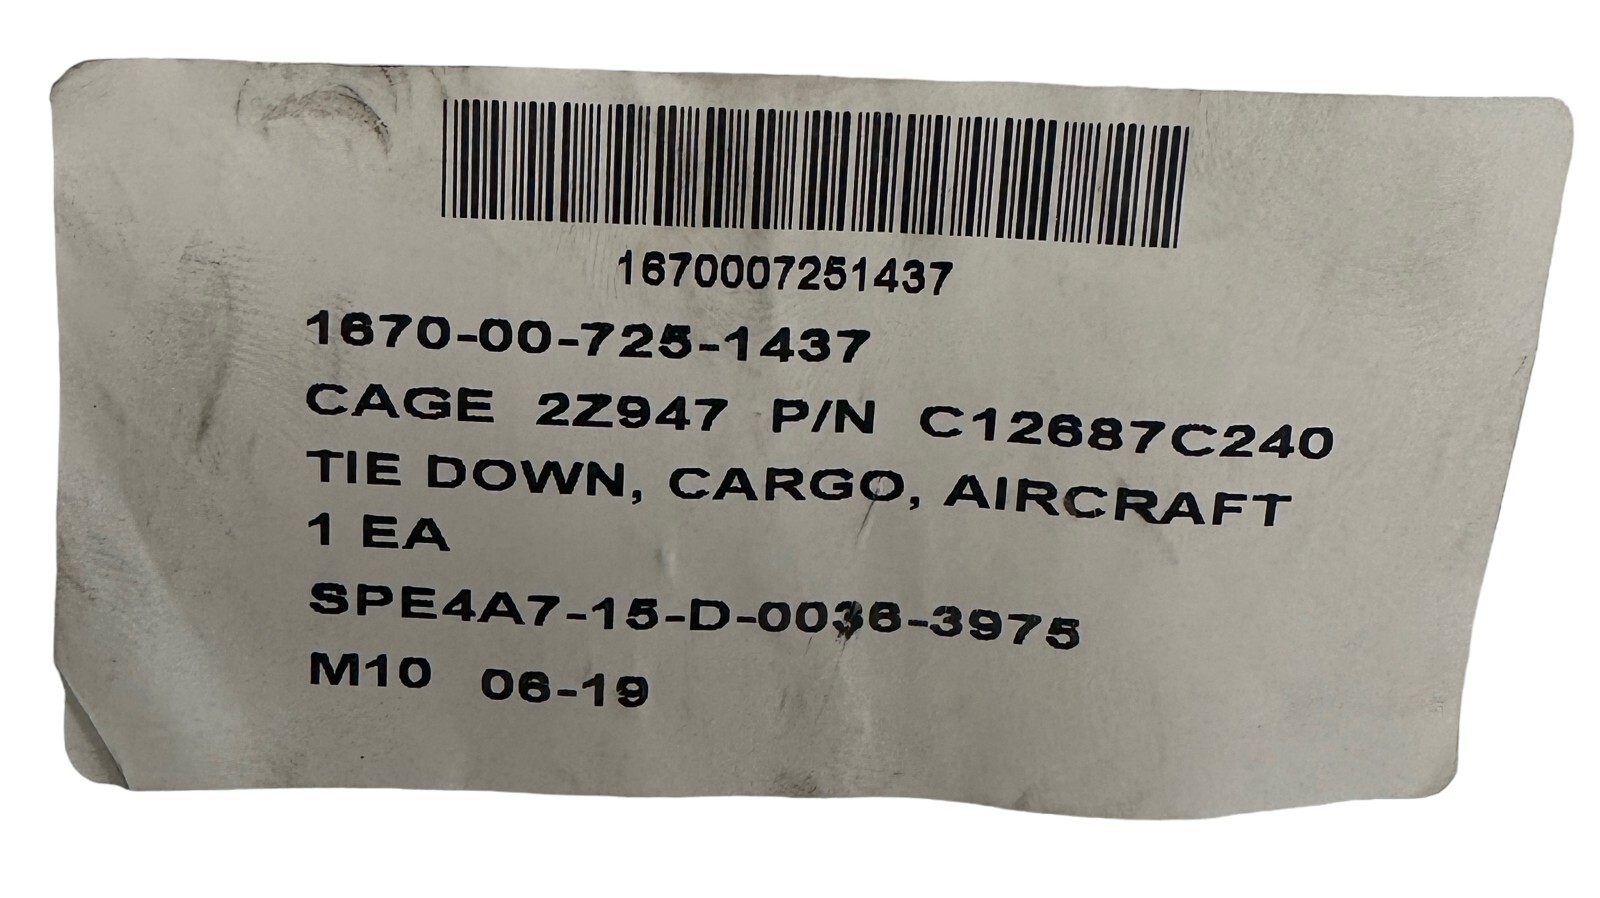 1670007251437
1670-00-725-1437
CAGE 2Z947 P/N C12687C240
TIE DOWN, CARGO, AIRCRAFT
1 EA
SPE4A7-15-D-0036-3975
M10 06-19